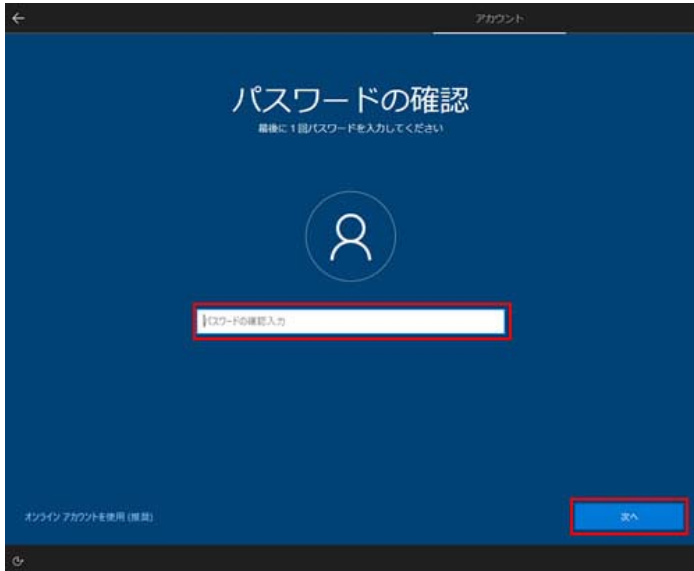 アカウント
パスワードの確認
最後に1回パスワードを入力してください
パスワードの確認入力
オンライン アカウントを使用 (推奨)
次へ